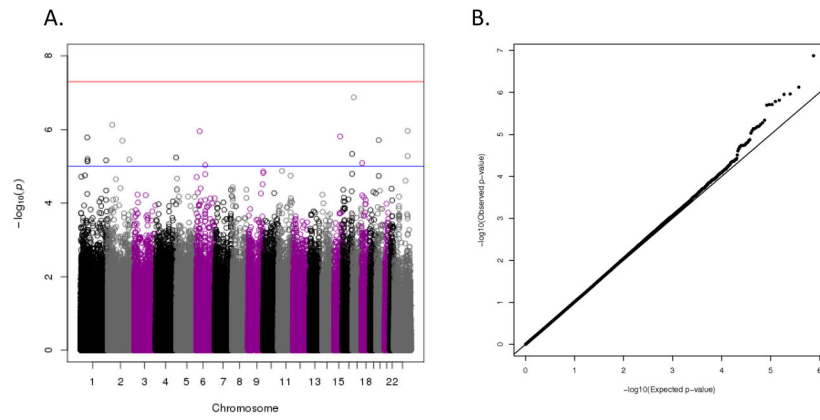 A.
B.
8
6
4
2
0
−log10(p)
1 2 3 4 5 6 7 8 9 11 13 15 18 22
Chromosome
7
6
5
4
3
2
1
0
−log10(Observed p−value)
0 1 2 3 4 5 6
−log10(Expected p−value)